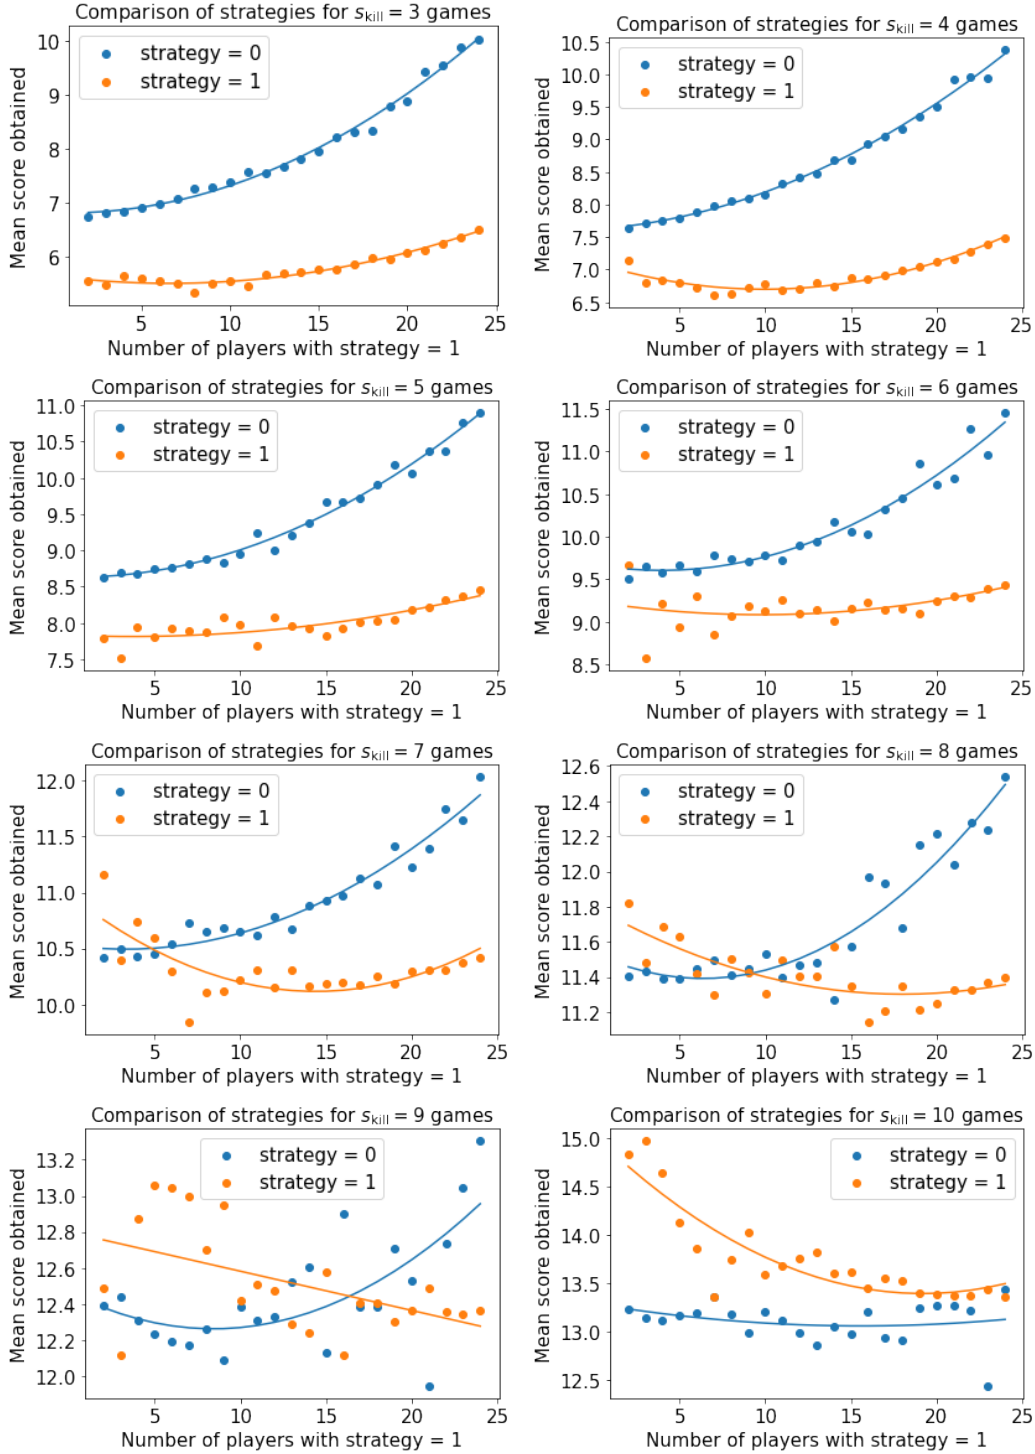 Comparison of strategies for s_kill = 3 games
Mean score obtained
10
9
8
7
6
strategy = 0
strategy = 1
5 10 15 20 25
Number of players with strategy = 1
Comparison of strategies for s_kill = 4 games
Mean score obtained
10.5
10.0
9.5
9.0
8.5
8.0
7.5
7.0
6.5
strategy = 0
strategy = 1
5 10 15 20 25
Number of players with strategy = 1
Comparison of strategies for s_kill = 5 games
Mean score obtained
11.0
10.5
10.0
9.5
9.0
8.5
8.0
7.5
strategy = 0
strategy = 1
5 10 15 20 25
Number of players with strategy = 1
Comparison of strategies for s_kill = 6 games
Mean score obtained
11.5
11.0
10.5
10.0
9.5
9.0
8.5
strategy = 0
strategy = 1
5 10 15 20 25
Number of players with strategy = 1
Comparison of strategies for s_kill = 7 games
Mean score obtained
12.0
11.5
11.0
10.5
10.0
strategy = 0
strategy = 1
5 10 15 20 25
Number of players with strategy = 1
Comparison of strategies for s_kill = 8 games
Mean score obtained
12.6
12.4
12.2
12.0
11.8
11.6
11.4
11.2
strategy = 0
strategy = 1
5 10 15 20 25
Number of players with strategy = 1
Comparison of strategies for s_kill = 9 games
Mean score obtained
13.2
13.0
12.8
12.6
12.4
12.2
12.0
strategy = 0
strategy = 1
5 10 15 20 25
Number of players with strategy = 1
Comparison of strategies for s_kill = 10 games
Mean score obtained
15.0
14.5
14.0
13.5
13.0
12.5
strategy = 0
strategy = 1
5 10 15 20 25
Number of players with strategy = 1